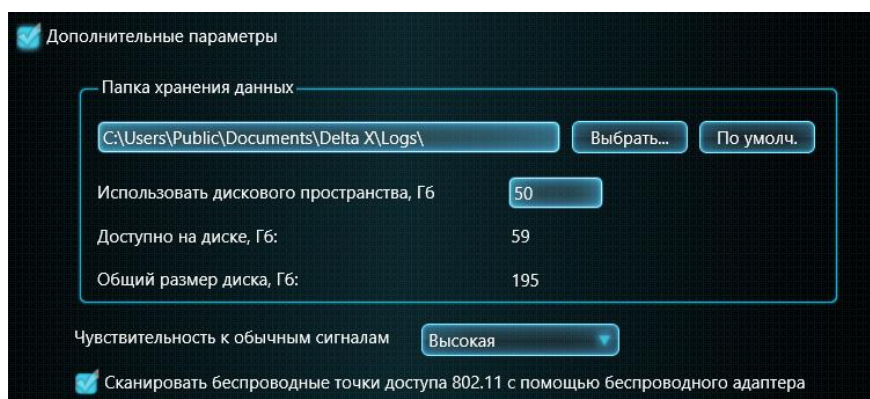 Дополнительные параметры
Папка хранения данных
C:\Users\Public\Documents\Delta X\Logs\ Выбрать... По умолч.
Использовать дискового пространства, Гб 50
Доступно на диске, Гб: 59
Общий размер диска, Гб: 195
Чувствительность к обычным сигналам Высокая
Сканировать беспроводные точки доступа 802.11 с помощью беспроводного адаптера